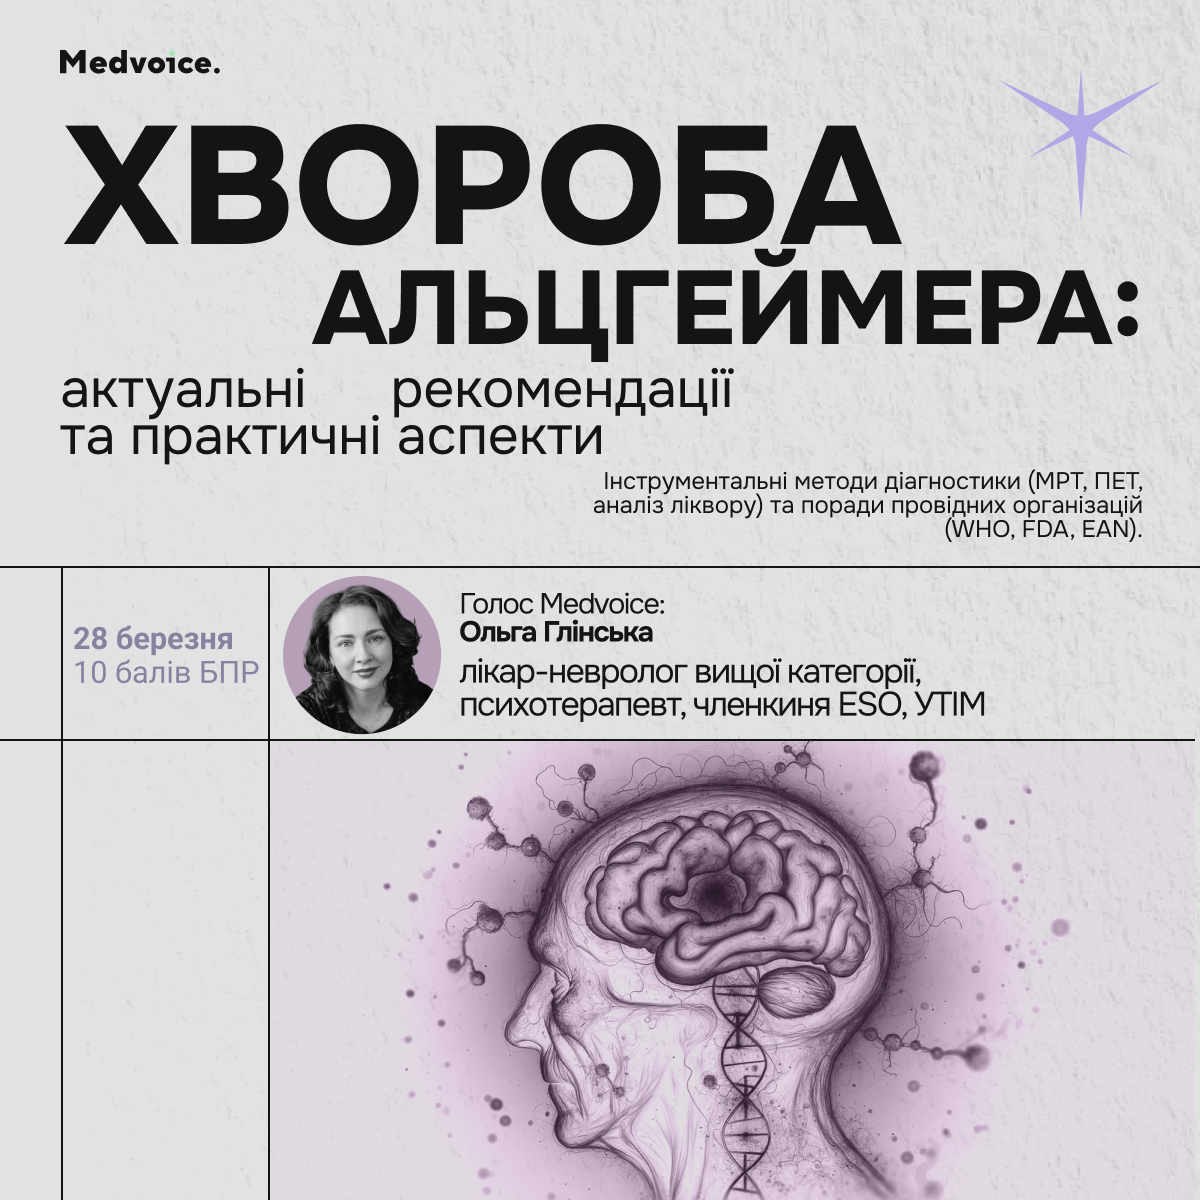 Medvoice.
ХВОРОБА
АЛЬЦГЕЙМЕРА:
актуальні рекомендації
та практичні аспекти
Інструментальні методи діагностики (МРТ, ПЕТ,
аналіз ліквору) та поради провідних організацій
(WHO, FDA, EAN).
28 березня
10 балів БПР
Голос Medvoice:
Ольга Глінська
лікар-невролог вищої категорії,
психотерапевт, членкиня ESO, УТІМ